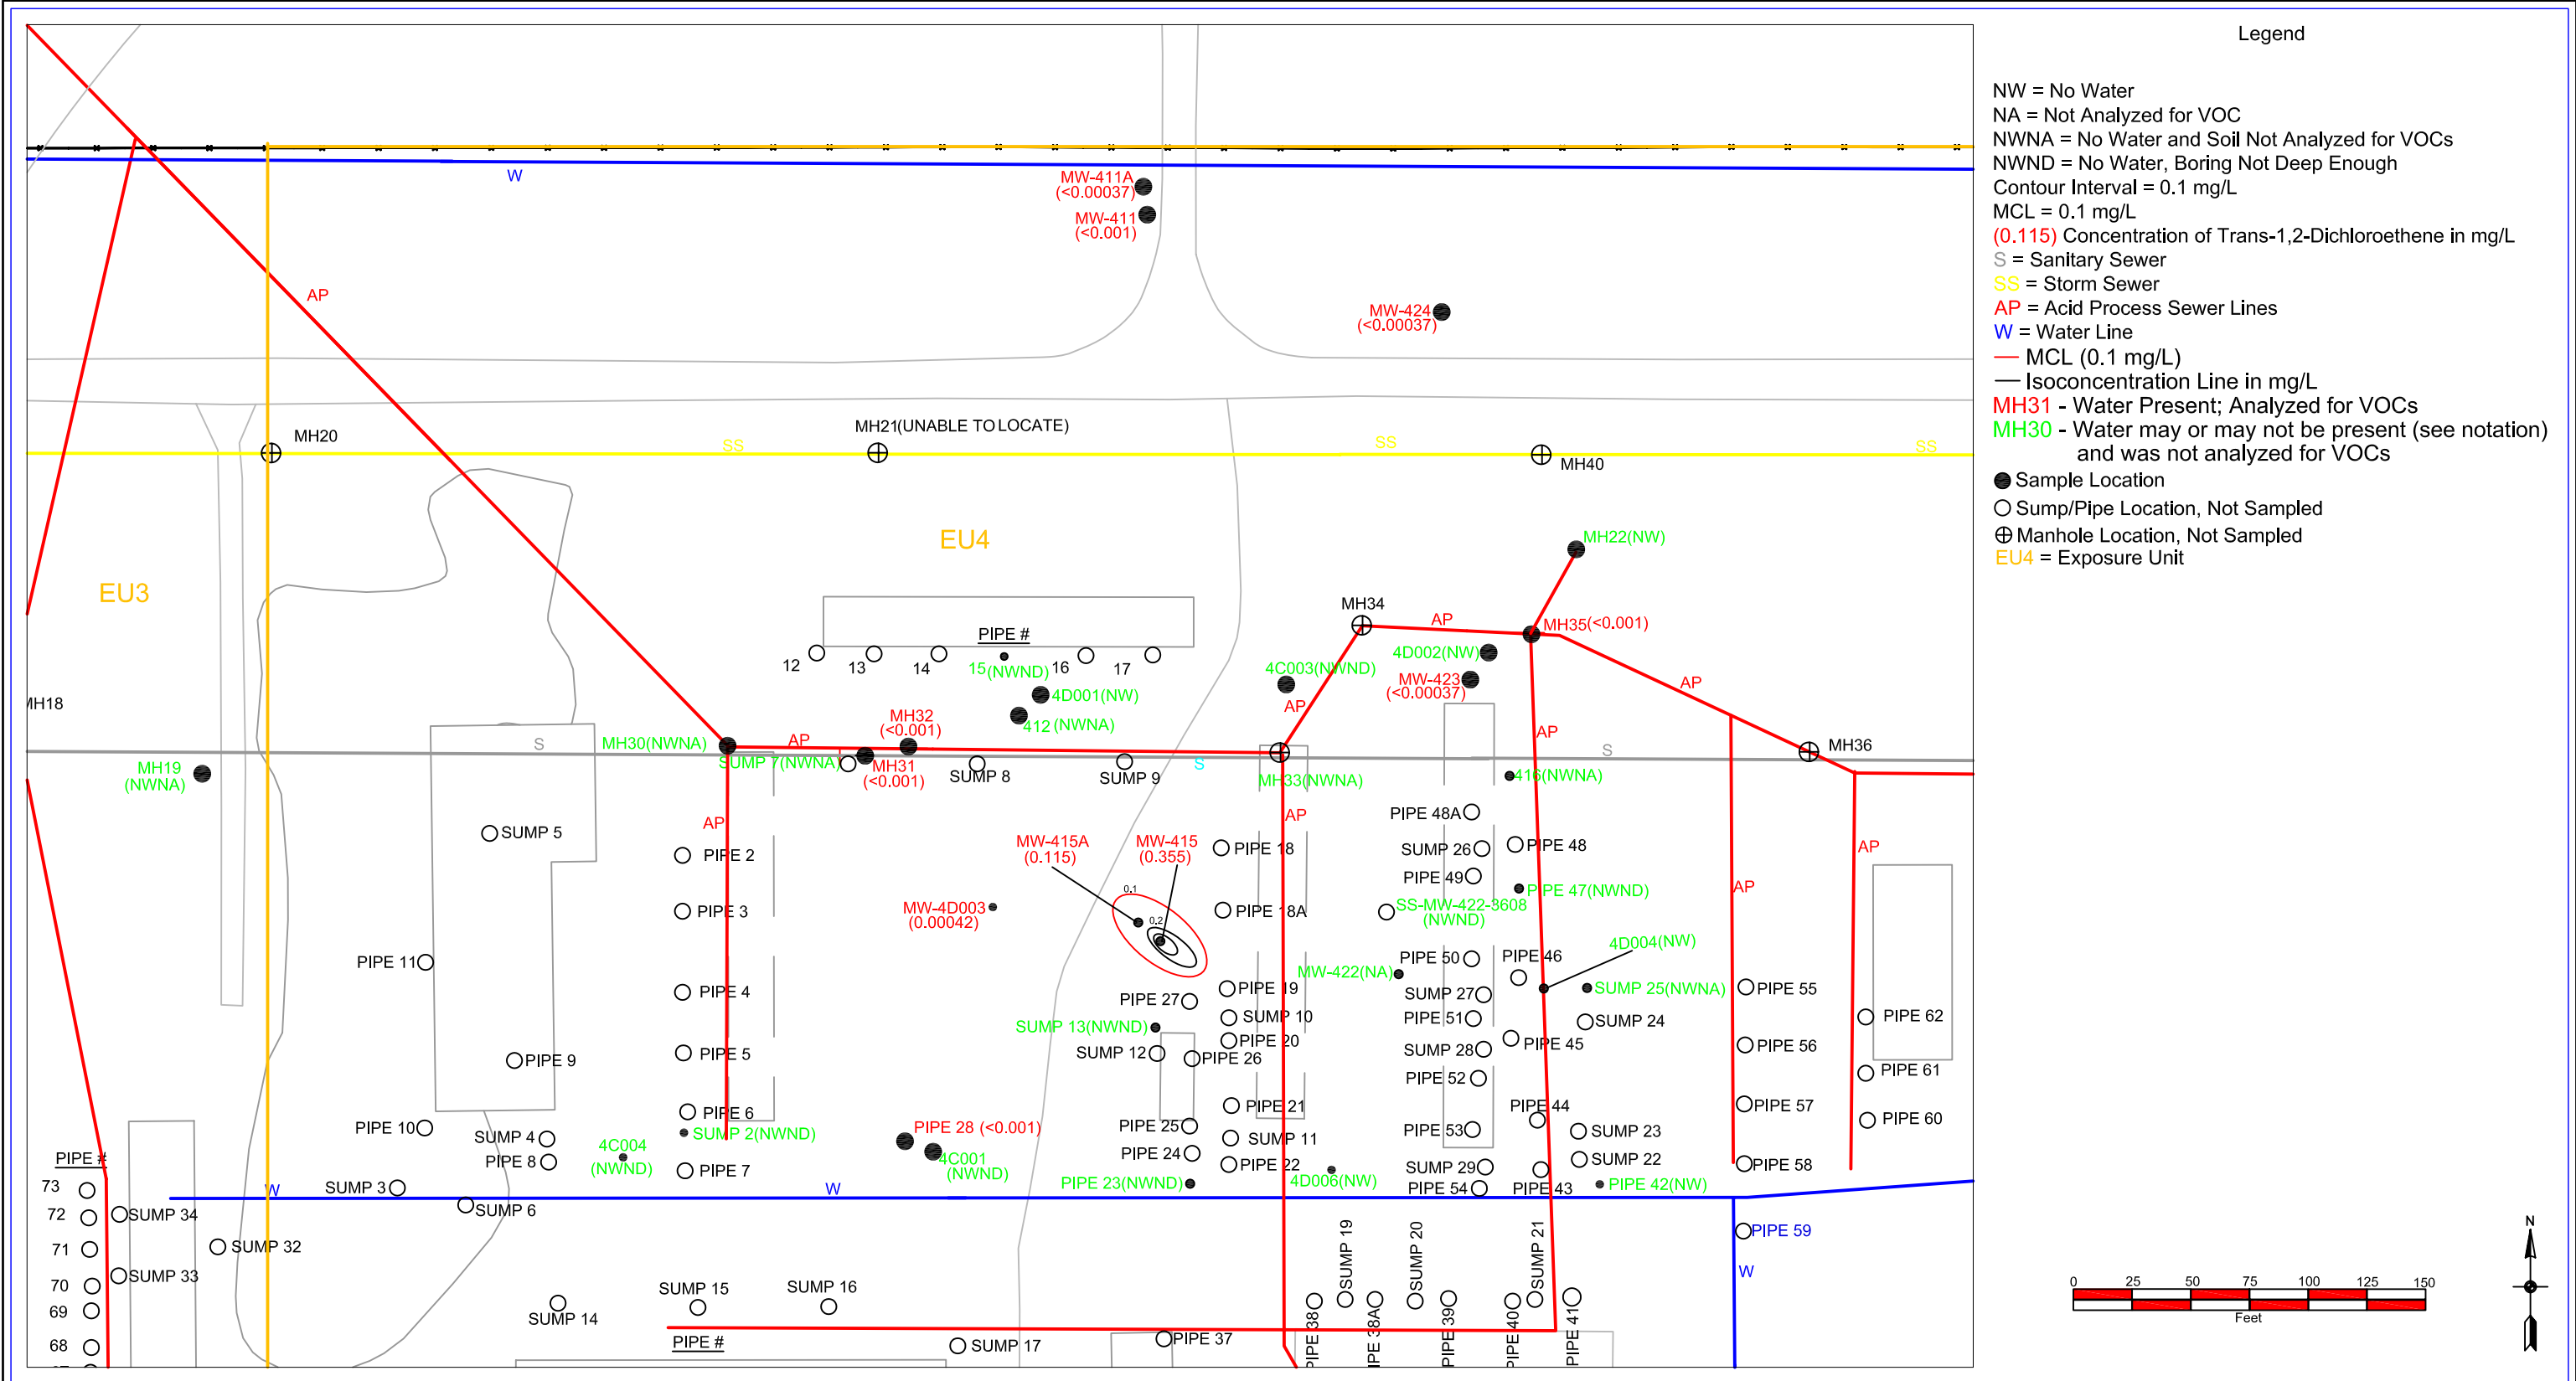 Legend
NW = No Water
NA = Not Analyzed for VOC
NWNA = No Water and Soil Not Analyzed for VOCs
NWND = No Water, Boring Not Deep Enough
Contour Interval = 0.1 mg/L
MCL = 0.1 mg/L
(0.115) Concentration of Trans-1,2-Dichloroethene in mg/L
S = Sanitary Sewer
SS = Storm Sewer
AP = Acid Process Sewer Lines
W = Water Line
MCL (0.1 mg/L)
Isoconcentration Line in mg/L
MH31 - Water Present; Analyzed for VOCs
MH30 - Water may or may not be present (see notation)
and was not analyzed for VOCs
Sample Location
Sump/Pipe Location, Not Sampled
Manhole Location, Not Sampled
EU4 = Exposure Unit
W
MW-411A
(<0.00037)
MW-411
(<0.001)
AP
MW-424
(<0.00037)
MH20
MH21(UNABLE TO LOCATE)
SS
SS
SS
MH40
EU4
EU3
MH22(NW)
MH34
AP
MH35(<0.001)
PIPE #
12
13
14
15(NWND)
16
17
4D002(NW)
4C003(NWND)
MW-423
(<0.00037)
AP
4D001(NW)
412 (NWNA)
AP
MH18
MH32
(<0.001)
AP
S
MH30(NWNA)
AP
S
MH36
SUMP 7(NWNA)
MH31
(<0.001)
SUMP 8
SUMP 9
S
MH33(NWNA)
416(NWNA)
MH19
(NWNA)
AP
AP
PIPE 48A
SUMP 5
PIPE 2
MW-415A
(0.115)
MW-415
(0.355)
PIPE 18
SUMP 26
PIPE 48
AP
PIPE 49
PIPE 47(NWND)
AP
0.1
0.2
PIPE 3
MW-4D003
(0.00042)
PIPE 18A
SS-MW-422-3608
(NWND)
4D004(NW)
PIPE 11
PIPE 50
PIPE 46
MW-422(NA)
PIPE 4
PIPE 27
PIPE 19
SUMP 27
SUMP 25(NWNA)
PIPE 55
SUMP 13(NWND)
SUMP 10
PIPE 51
SUMP 24
PIPE 62
PIPE 5
SUMP 12
PIPE 26
PIPE 20
SUMP 28
PIPE 45
PIPE 56
PIPE 9
PIPE 52
PIPE 61
PIPE 6
PIPE 21
PIPE 44
PIPE 57
PIPE 10
SUMP 4
SUMP 2(NWND)
PIPE 28 (<0.001)
PIPE 25
SUMP 11
PIPE 53
SUMP 23
PIPE 60
4C004
(NWND)
PIPE 8
4C001
(NWND)
PIPE 24
PIPE 22
SUMP 29
SUMP 22
PIPE 58
PIPE 7
PIPE 23(NWND)
4D006(NW)
PIPE 54
PIPE 43
PIPE 42(NW)
PIPE #
73
W
SUMP 3
W
72
SUMP 34
SUMP 6
71
SUMP 32
PIPE 59
W
70
SUMP 33
69
68
SUMP 14
SUMP 15
SUMP 16
PIPE #
SUMP 17
PIPE 37
PIPE 38
SUMP 19
IPE 38A
SUMP 20
PIPE 39
PIPE 40
SUMP 21
PIPE 41
N
0 25 50 75 100 125 150
Feet